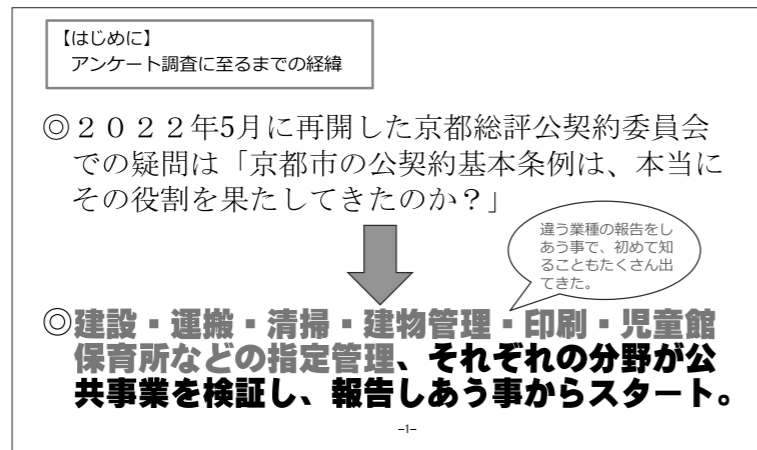 【はじめに】
アンケート調査に至るまでの経緯
◎２０２２年5月に再開した京都総評公契約委員会
での疑問は「京都市の公契約基本条例は、本当に
その役割を果たしてきたのか？」
違う業種の報告をし
あう事で、初めて知
ることもたくさん出
てきた。
◎建設・運搬・清掃・建物管理・印刷・児童館
保育所などの指定管理、それぞれの分野が公
共事業を検証し、報告しあう事からスタート。
-1-